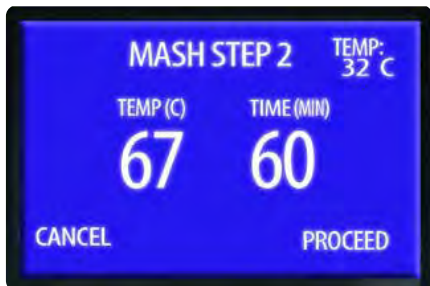 MASH STEP 2
TEMP:
32 C
TEMP (C) TIME (MIN)
67 60
CANCEL PROCEED